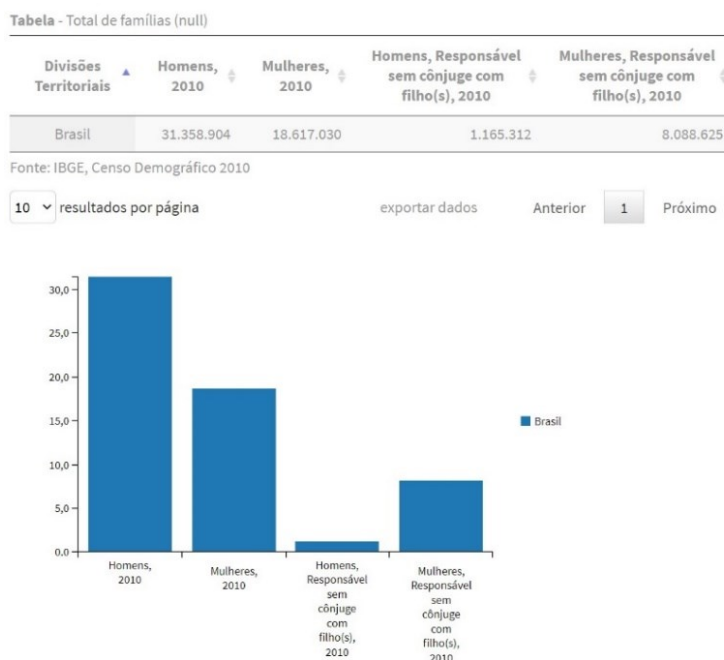 Tabela - Total de famílias (null)
Divisões Territoriais Homens, 2010 Mulheres, 2010 Homens, Responsável sem cônjuge com filho(s), 2010 Mulheres, Responsável sem cônjuge com filho(s), 2010
Brasil 31.358.904 18.617.030 1.165.312 8.088.625
Fonte: IBGE, Censo Demográfico 2010
10 resultados por página exportar dados Anterior 1 Próximo
30,0
25,0
20,0
15,0
10,0
5,0
0,0
Brasil
Homens,
2010
Mulheres,
2010
Homens,
Responsável
sem
cônjuge
com
filho(s),
2010
Mulheres,
Responsável
sem
cônjuge
com
filho(s),
2010